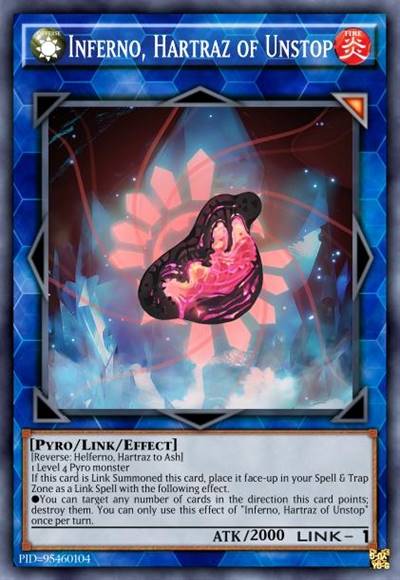 Inferno, Hartraz of Unstop
FIRE
炎
[Pyro/Link/Effect]
[Reverse: Helferno, Hartraz to Ash]
1 Level 4 Pyro monster
If this card is Link Summoned this card, place it face-up in your Spell & Trap
Zone as a Link Spell with the following effect.
●You can target any number of cards in the direction this card points;
destroy them. You can only use this effect of "Inferno, Hartraz of Unstop"
once per turn.
ATK/2000 LINK-1
PID=95460104